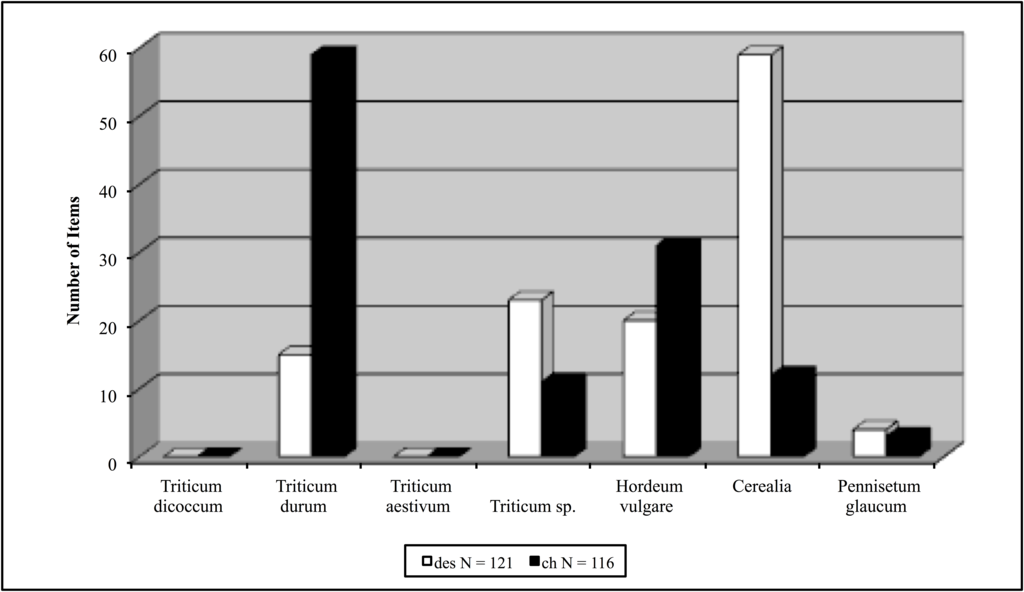 60
50
40
30
20
10
0
Number of Items
Triticum
dicoccum
Triticum
durum
Triticum
aestivum
Triticum sp.
Hordeum
vulgare
Cerealia
Pennisetum
glaucum
des N = 121
ch N = 116